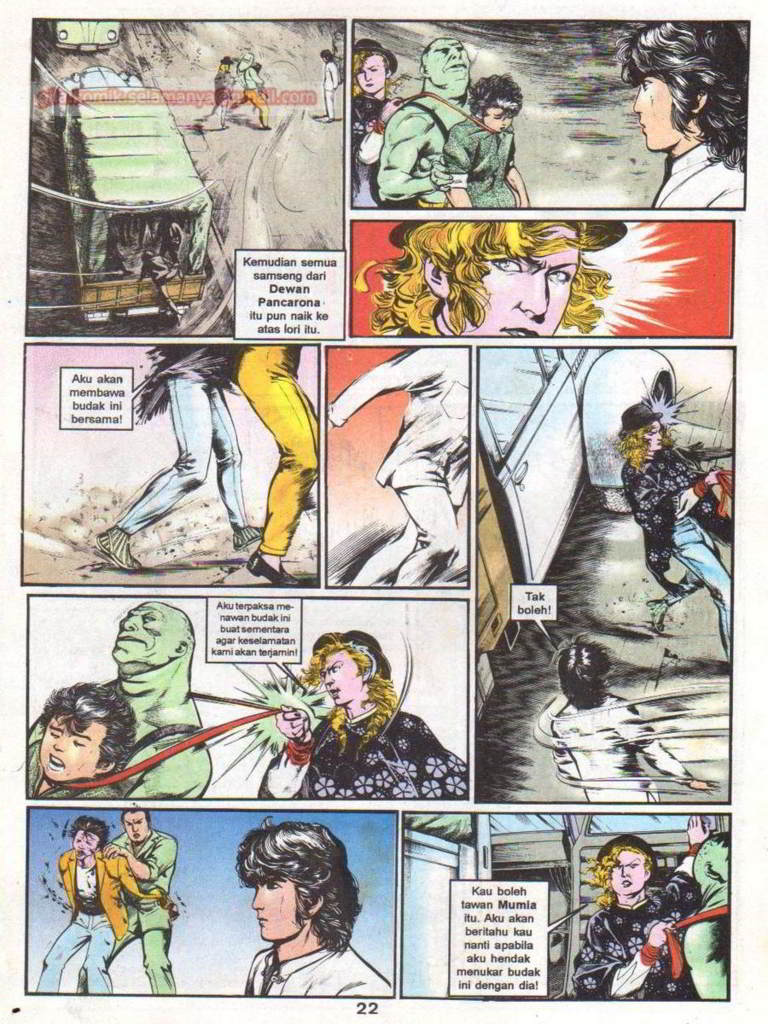 Kemudian semua
samseng dari
Dewan
Pancarona
itu pun naik ke
atas lori itu.
Aku akan
membawa
budak ini
bersama!
Tak
boleh!
Aku terpaksa me-
nawan budak ini
buat sementara
agar keselamatan
kami akan terjamin!
Kau boleh
tawan Mumia
itu. Aku akan
beritahu kau
nanti apabila
aku hendak
menukar budak
ini dengan dia!
22